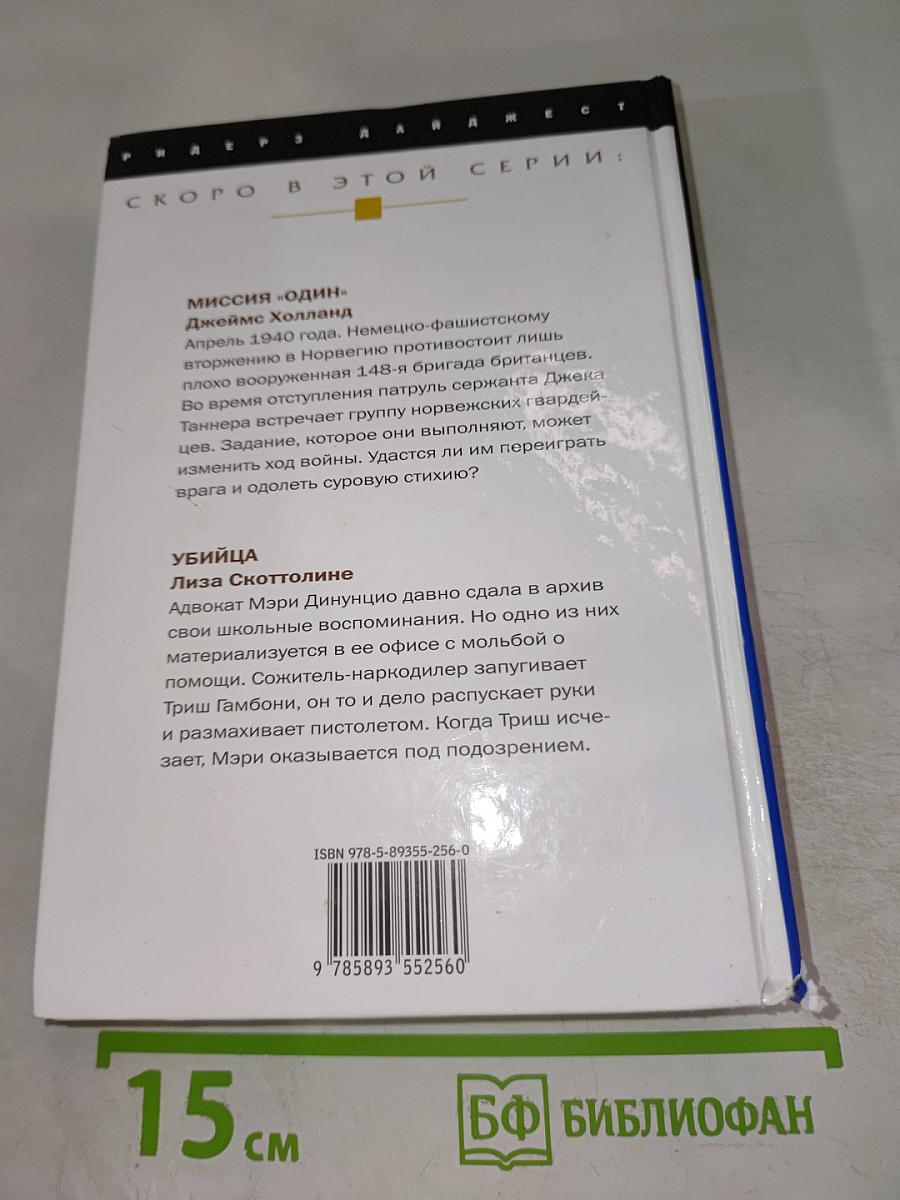 РИДЕРЗ ДАЙДЖЕСТ
СКОРО В ЭТОЙ СЕРИИ:
МИССИЯ «ОДИН»
Джеймс Холланд
Апрель 1940 года. Немецко-фашистскому
вторжению в Норвегию противостоит лишь
плохо вооруженная 148-я бригада британцев.
Во время отступления патруль сержанта Джека
Таннера встречает группу норвежских гвардей-
цев. Задание, которое они выполняют, может
изменить ход войны. Удастся ли им переиграть
врага и одолеть суровую стихию?
УБИЙЦА
Лиза Скоттолине
Адвокат Мэри Динунцио давно сдала в архив
свои школьные воспоминания. Но одно из них
материализуется в ее офисе с мольбой о
помощи. Сожитель-наркодилер запугивает
Триш Гамбони, он то и дело распускает руки
и размахивает пистолетом. Когда Триш исче-
зает, Мэри оказывается под подозрением.
ISBN 978-5-89355-256-0
9 785893 552560
15 см
БФ БИБЛИОФАН